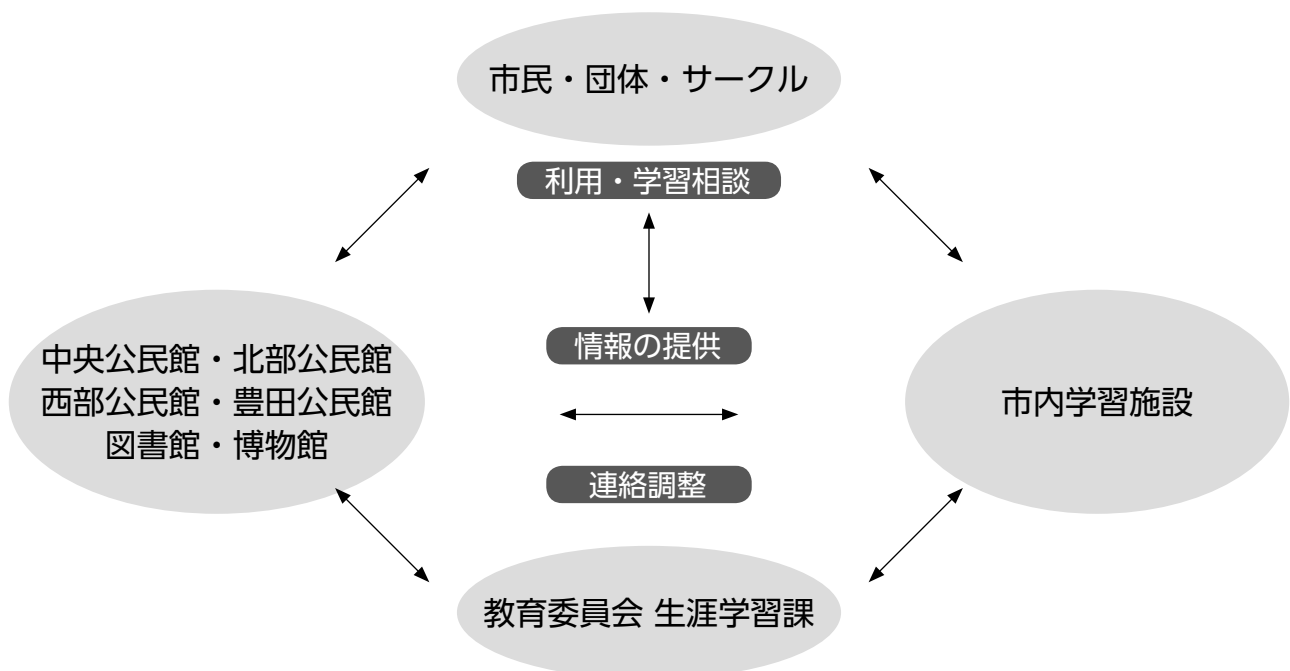 市民・団体・サークル
利用・学習相談
中央公民館・北部公民館
西部公民館・豊田公民館
図書館・博物館
情報の提供
市内学習施設
連絡調整
教育委員会 生涯学習課